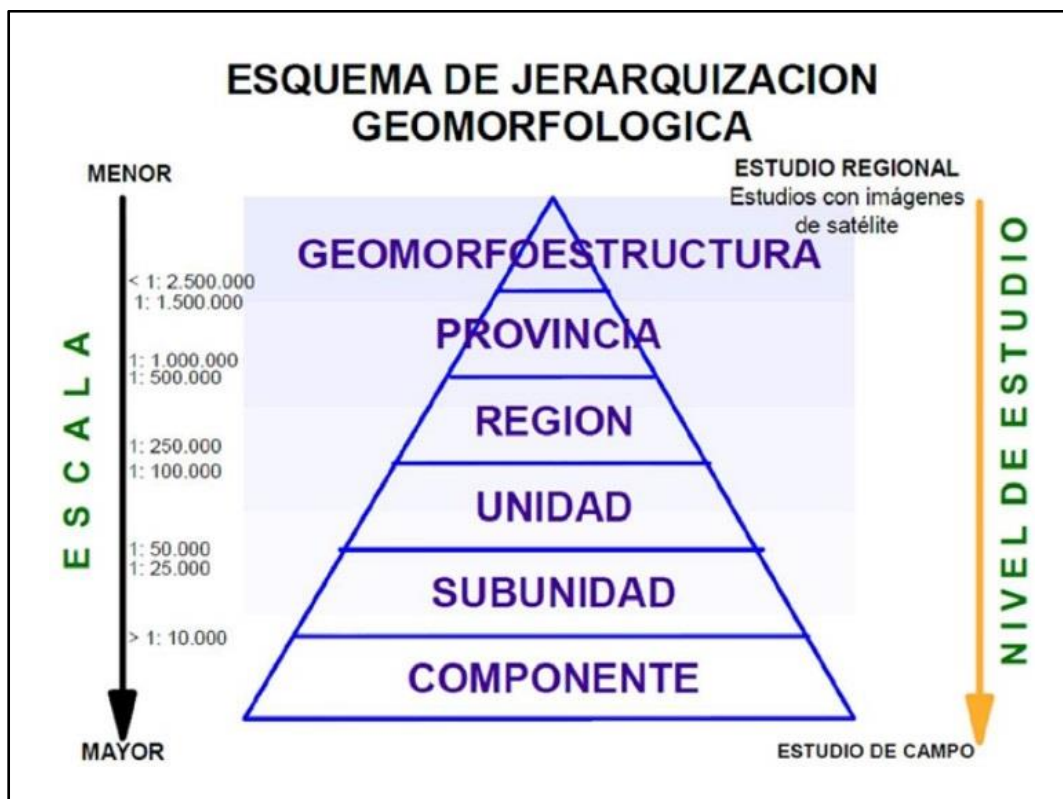 ESQUEMA DE JERARQUIZACION
GEOMORFOLOGICA
MENOR
ESTUDIO REGIONAL
Estudios con imágenes
de satélite
GEOMORFOESTRUCTURA
< 1: 2.500.000
1: 1.500.000
PROVINCIA
1: 1.000.000
1: 500.000
REGION
1: 250.000
1: 100.000
UNIDAD
1: 50.000
1: 25.000
SUBUNIDAD
> 1: 10.000
COMPONENTE
MAYOR
ESTUDIO DE CAMPO
ESCALA
NIVEL DE ESTUDIO